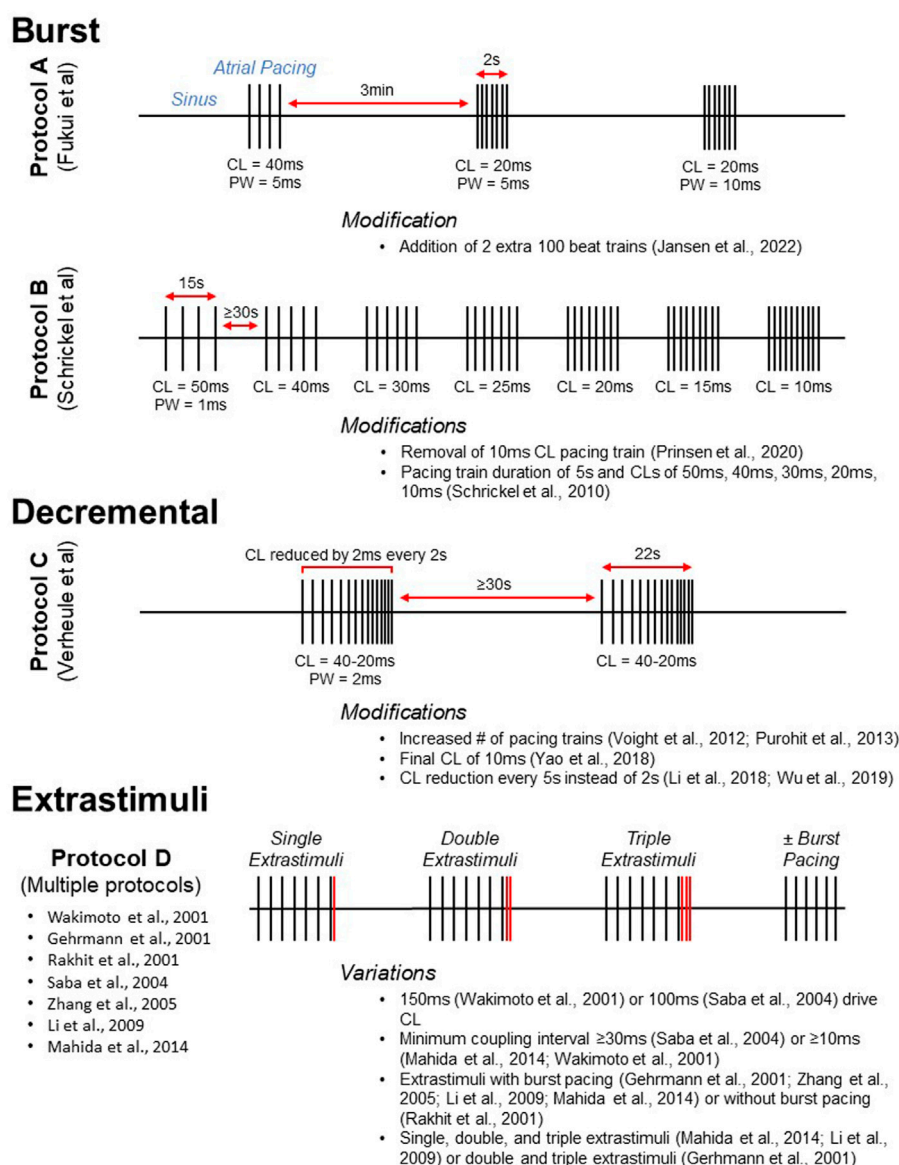 Burst
Protocol A
(Fukui et al)
Atrial Pacing
Sinus
3min
2s
CL = 40ms
PW = 5ms
CL = 20ms
PW = 5ms
CL = 20ms
PW = 10ms
Modification
• Addition of 2 extra 100 beat trains (Jansen et al., 2022)
Protocol B
(Schrickel et al)
15s
≥30s
CL = 50ms
PW = 1ms
CL = 40ms
CL = 30ms
CL = 25ms
CL = 20ms
CL = 15ms
CL = 10ms
Modifications
• Removal of 10ms CL pacing train (Prinsen et al., 2020)
• Pacing train duration of 5s and CLs of 50ms, 40ms, 30ms, 20ms,
10ms (Schrickel et al., 2010)
Decremental
Protocol C
(Verheule et al)
CL reduced by 2ms every 2s
≥30s
22s
CL = 40-20ms
PW = 2ms
CL = 40-20ms
Modifications
• Increased # of pacing trains (Voight et al., 2012; Purohit et al., 2013)
• Final CL of 10ms (Yao et al., 2018)
• CL reduction every 5s instead of 2s (Li et al., 2018; Wu et al., 2019)
Extrastimuli
Protocol D
(Multiple protocols)
• Wakimoto et al., 2001
• Gehrmann et al., 2001
• Rakhit et al., 2001
• Saba et al., 2004
• Zhang et al., 2005
• Li et al., 2009
• Mahida et al., 2014
Single
Extrastimuli
Double
Extrastimuli
Triple
Extrastimuli
± Burst
Pacing
Variations
• 150ms (Wakimoto et al., 2001) or 100ms (Saba et al., 2004) drive
CL
• Minimum coupling interval ≥30ms (Saba et al., 2004) or ≥10ms
(Mahida et al., 2014; Wakimoto et al., 2001)
• Extrastimuli with burst pacing (Gehrmann et al., 2001; Zhang et al.,
2005; Li et al., 2009; Mahida et al., 2014) or without burst pacing
(Rakhit et al., 2001)
• Single, double, and triple extrastimuli (Mahida et al., 2014; Li et al.,
2009) or double and triple extrastimuli (Gerhmann et al., 2001)